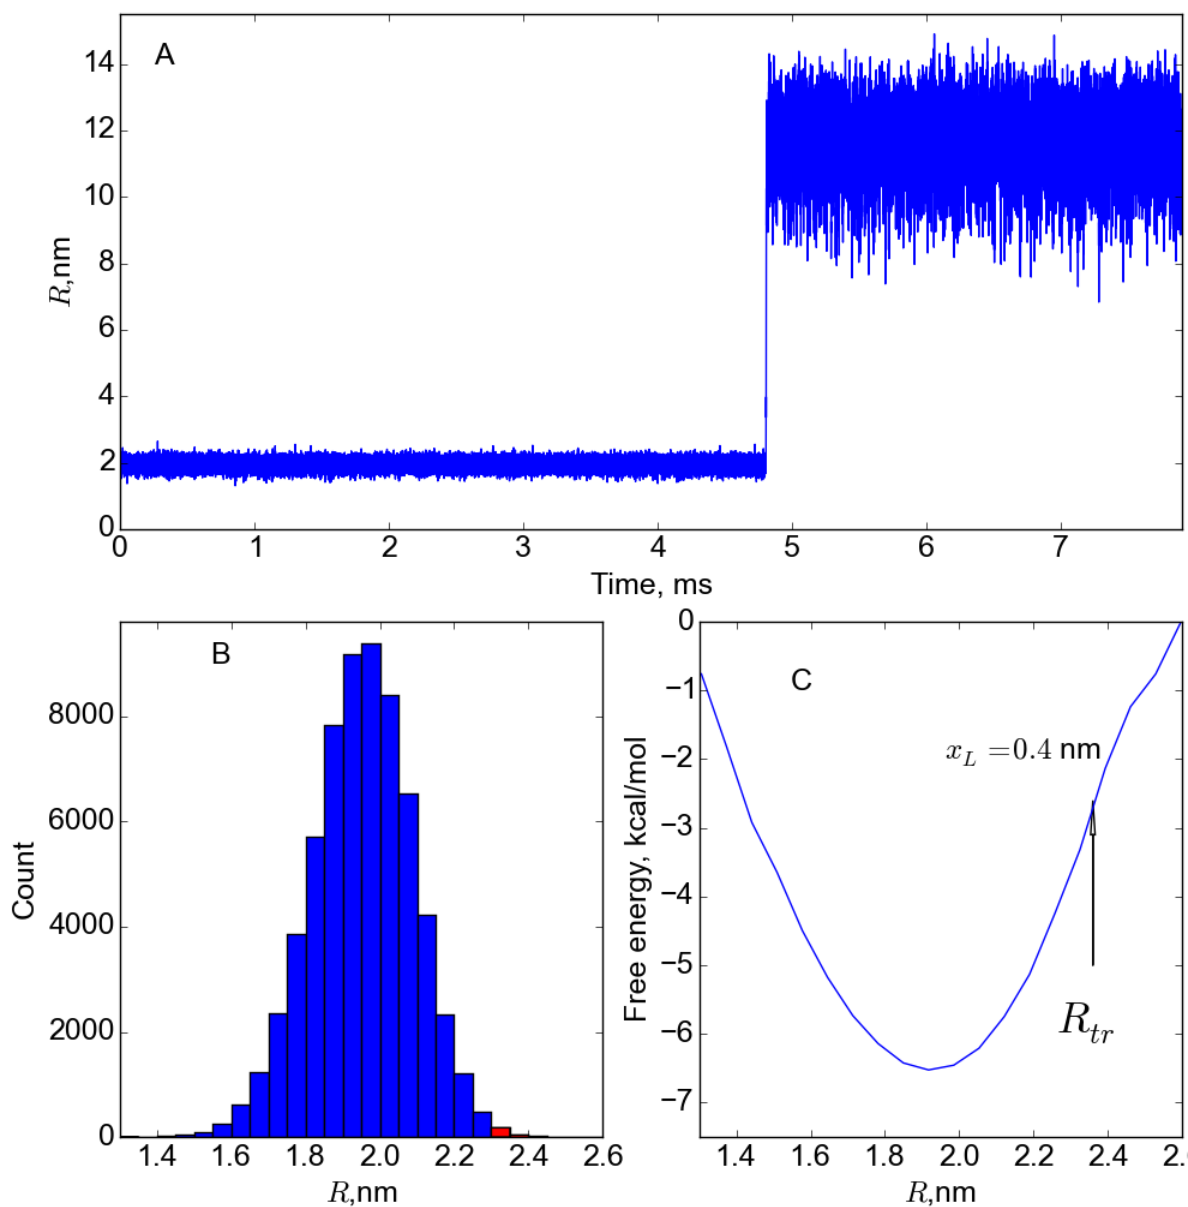 A
14
12
10
8
6
4
2
0
R,nm
0 1 2 3 4 5 6 7
Time, ms
B
8000
6000
4000
2000
0
Count
1.4 1.6 1.8 2.0 2.2 2.4 2.6
R,nm
C
0
−1
−2
−3
−4
−5
−6
−7
Free energy, kcal/mol
x_L =0.4 nm
R_tr
1.4 1.6 1.8 2.0 2.2 2.4
R,nm